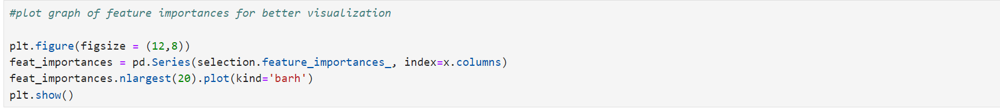 #plot graph of feature importances for better visualization
plt.figure(figsize = (12,8))
feat_importances = pd.Series(selection.feature_importances_, index=x.columns)
feat_importances.nlargest(20).plot(kind='barh')
plt.show()